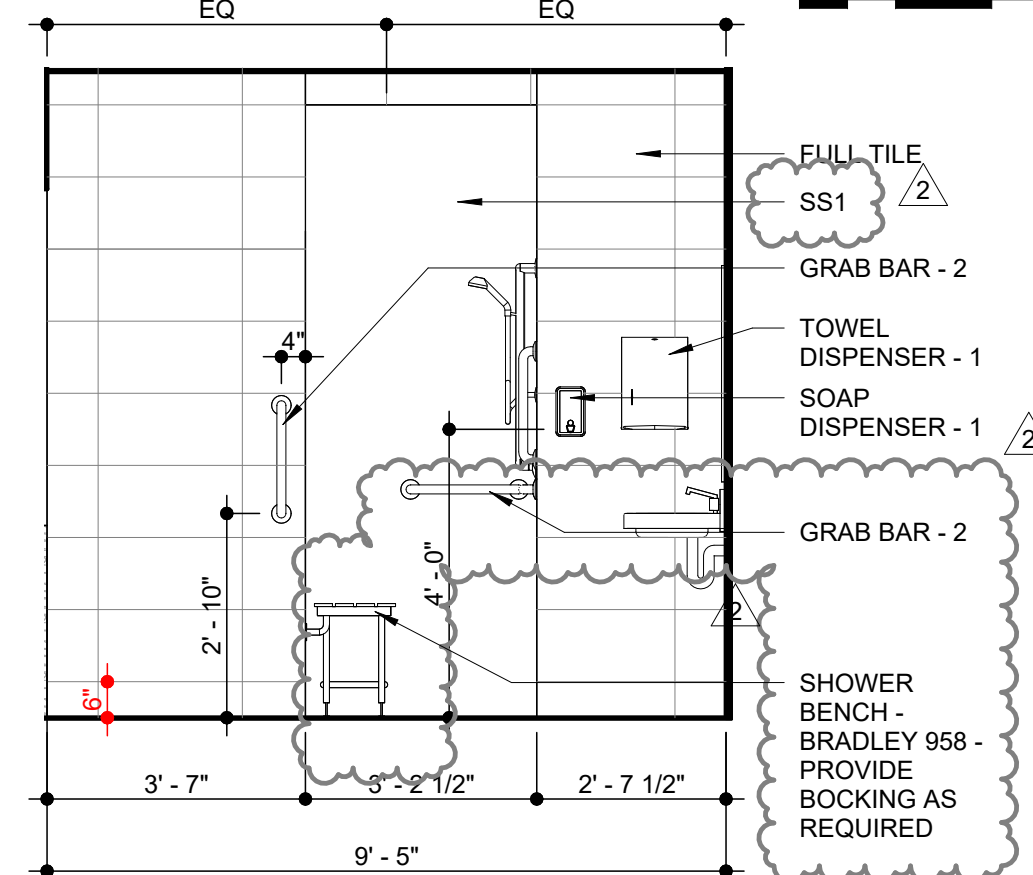 EQ
EQ
FULL TILE
2
SS1
GRAB BAR - 2
TOWEL
DISPENSER - 1
4"
SOAP
DISPENSER - 1
2
GRAB BAR - 2
4' - 0"
2' - 10"
2
6"
SHOWER
BENCH -
BRADLEY 958 -
PROVIDE
BOCKING AS
REQUIRED
3' - 7"
3' - 2 1/2"
2' - 7 1/2"
9' - 5"